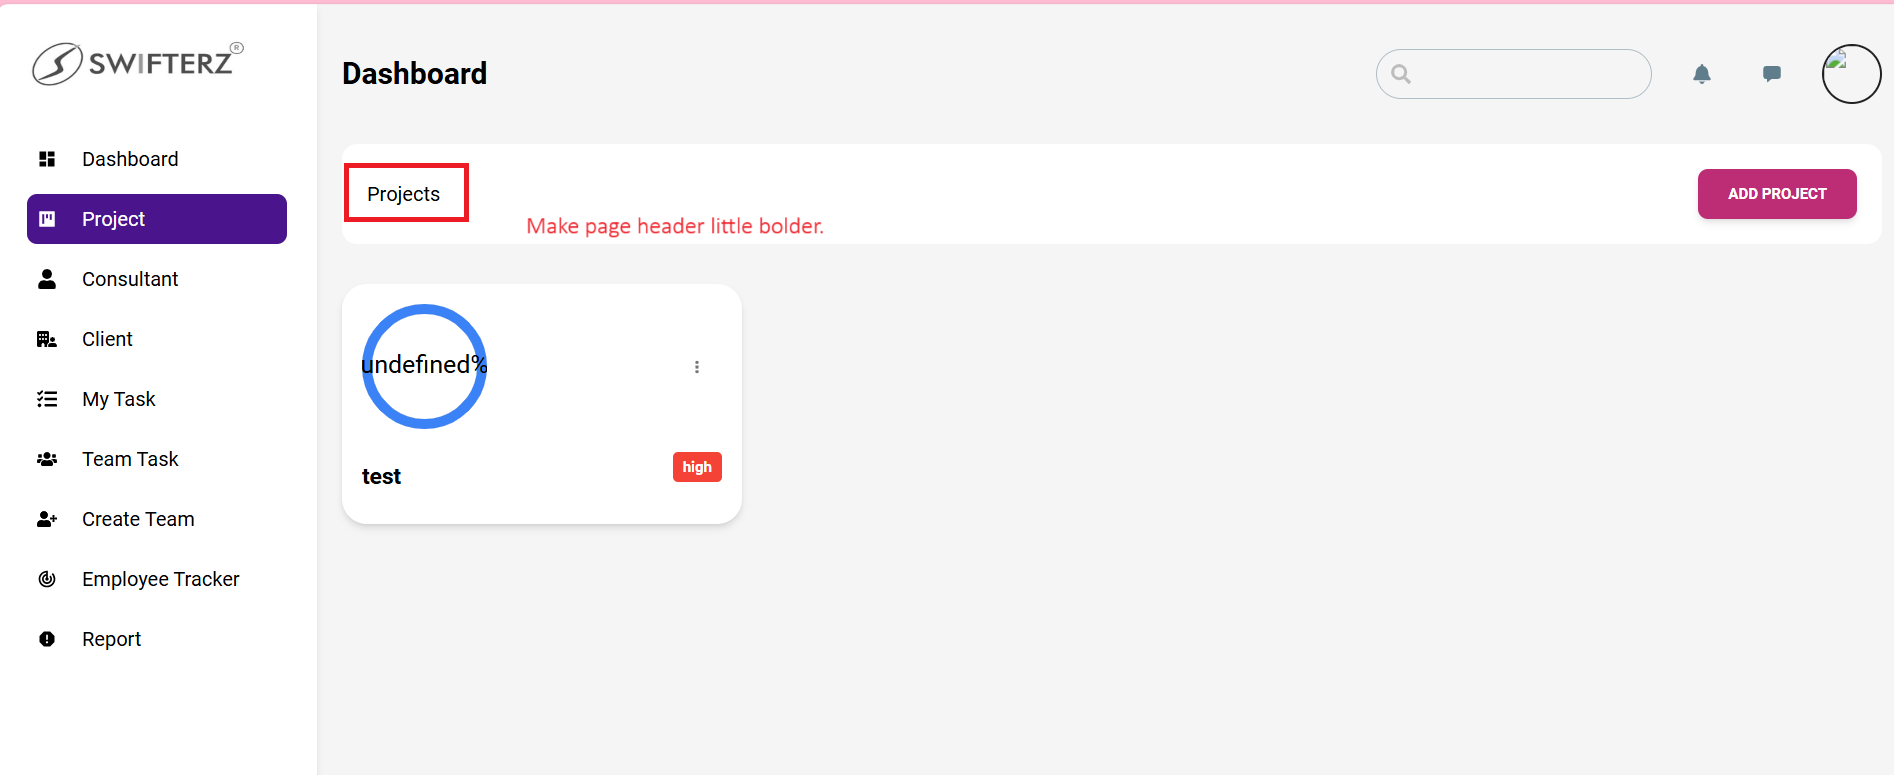 SWIFTERZ®
Dashboard
Dashboard
Project
Consultant
Client
My Task
Team Task
Create Team
Employee Tracker
Report
Projects
Make page header little bolder.
ADD PROJECT
undefined%
test
high